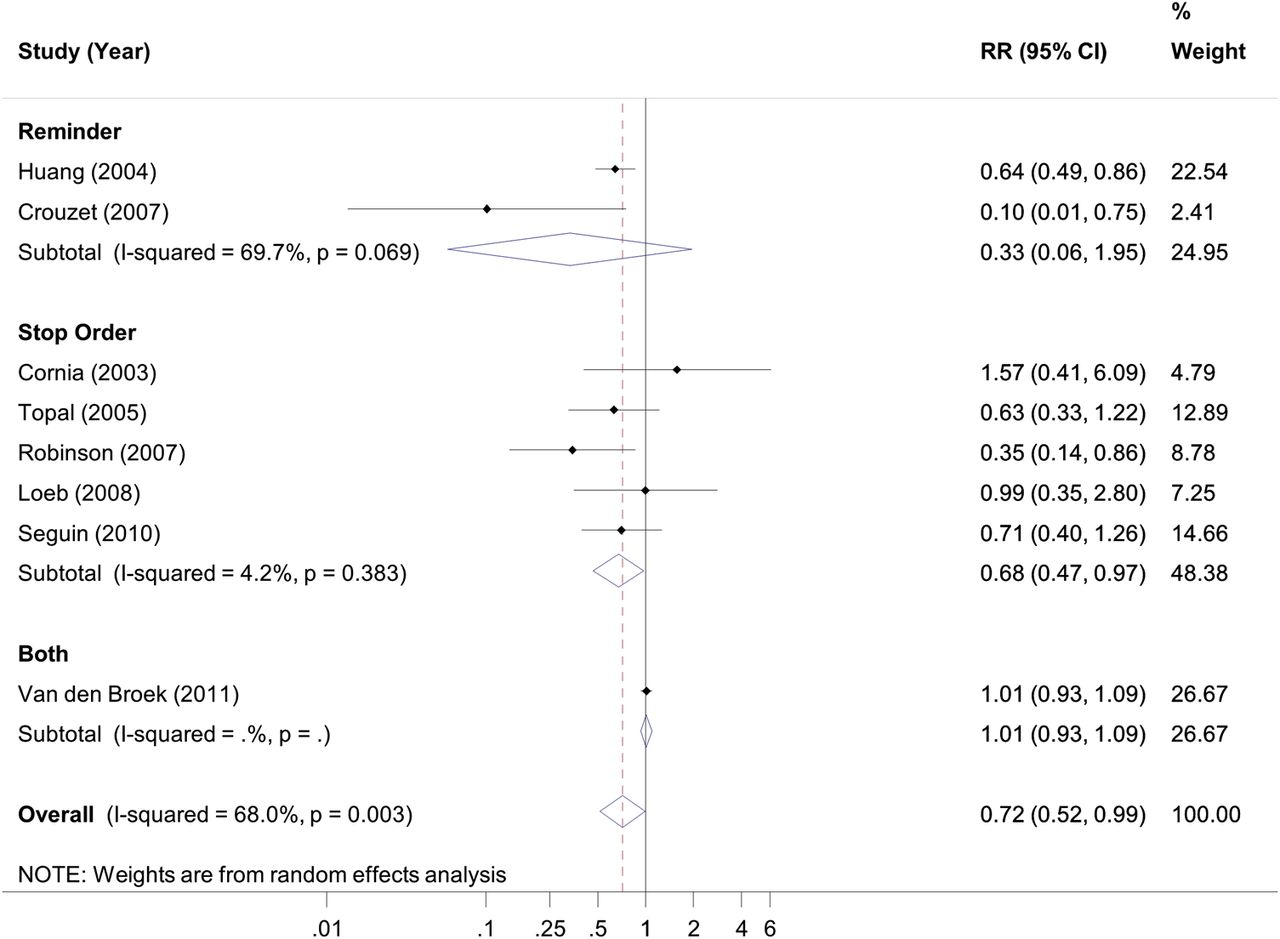 %
Study (Year) RR (95% CI) Weight
Reminder
Huang (2004) 0.64 (0.49, 0.86) 22.54
Crouzet (2007) 0.10 (0.01, 0.75) 2.41
Subtotal (I-squared = 69.7%, p = 0.069) 0.33 (0.06, 1.95) 24.95
Stop Order
Cornia (2003) 1.57 (0.41, 6.09) 4.79
Topal (2005) 0.63 (0.33, 1.22) 12.89
Robinson (2007) 0.35 (0.14, 0.86) 8.78
Loeb (2008) 0.99 (0.35, 2.80) 7.25
Seguin (2010) 0.71 (0.40, 1.26) 14.66
Subtotal (I-squared = 4.2%, p = 0.383) 0.68 (0.47, 0.97) 48.38
Both
Van den Broek (2011) 1.01 (0.93, 1.09) 26.67
Subtotal (I-squared = .%, p = .) 1.01 (0.93, 1.09) 26.67
Overall (I-squared = 68.0%, p = 0.003) 0.72 (0.52, 0.99) 100.00
NOTE: Weights are from random effects analysis
.01 .1 .25 .5 1 2 4 6